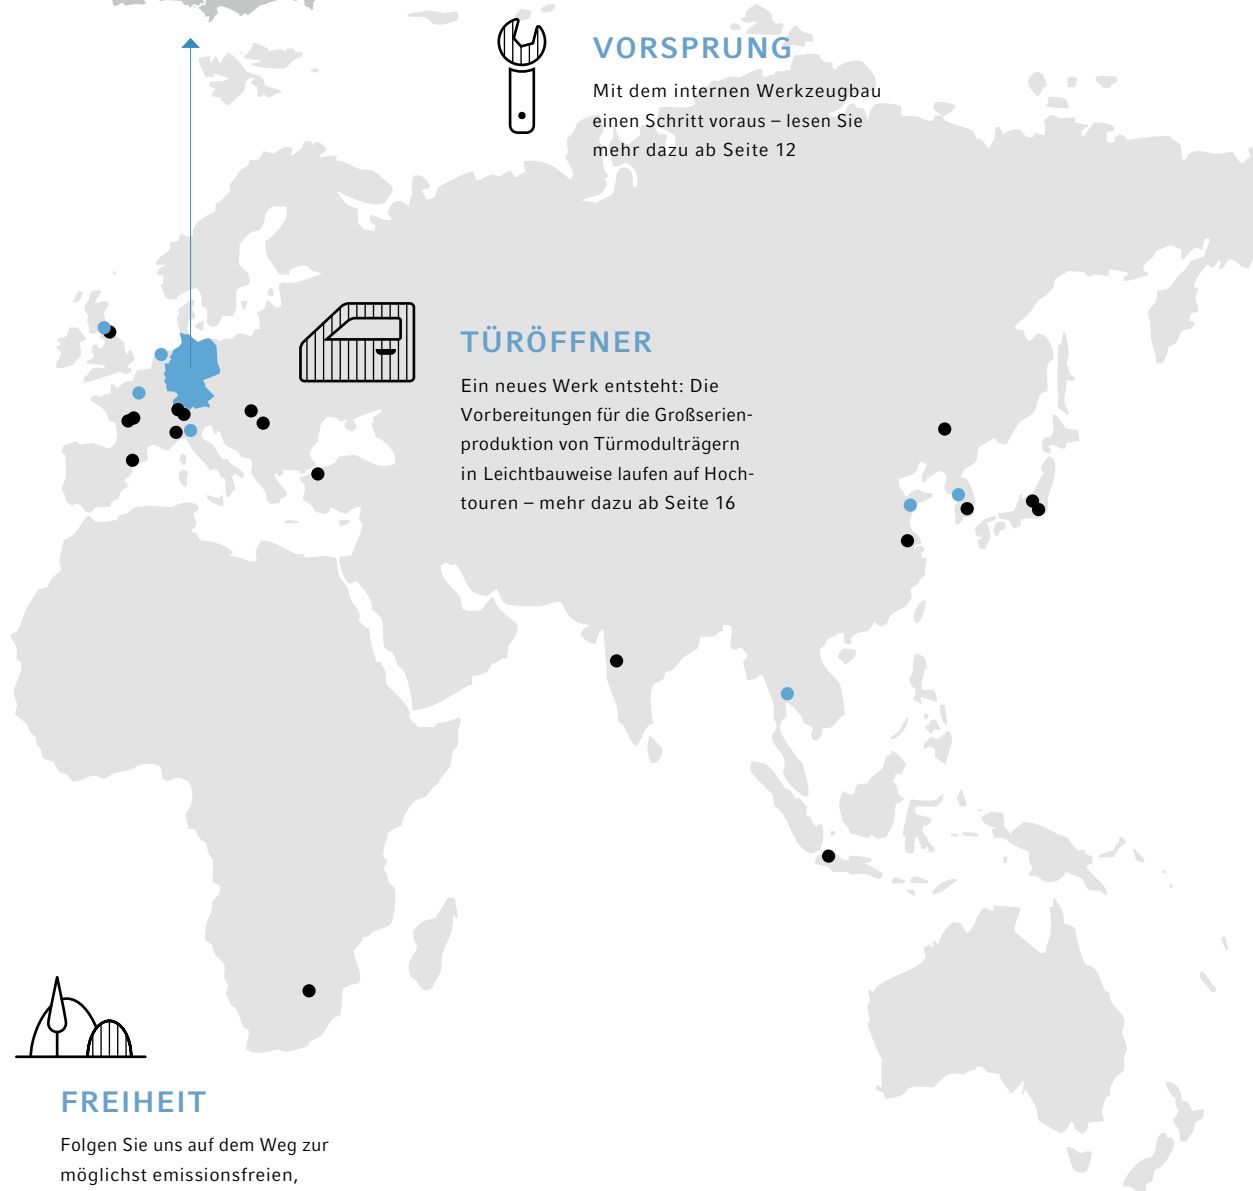 VORSPRUNG
Mit dem internen Werkzeugbau
einen Schritt voraus – lesen Sie
mehr dazu ab Seite 12
TÜRÖFFNER
Ein neues Werk entsteht: Die
Vorbereitungen für die Großserien-
produktion von Türmodulträgern
in Leichtbauweise laufen auf Hoch-
touren – mehr dazu ab Seite 16
FREIHEIT
Folgen Sie uns auf dem Weg zur
möglichst emissionsfreien,